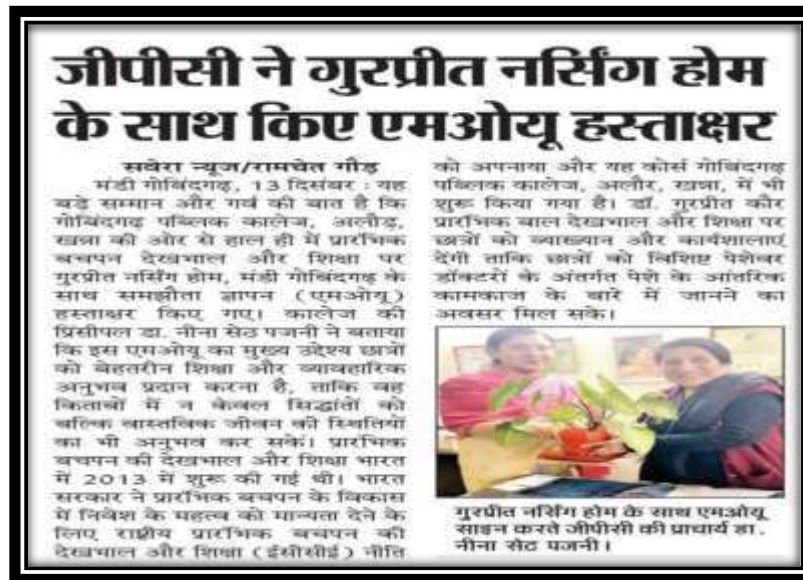 जीपीसी ने गुरप्रीत नर्सिंग होम
के साथ किए एमओयू हस्ताक्षर
सवेरा न्यूज/रामचेत गौड़
मंडी गोबिंदगढ़, 13 दिसंबर : यह
बड़े सम्मान और गर्व की बात है कि
गोबिंदगढ़ पब्लिक कालेज, अलौड़,
खन्ना की ओर से हाल ही में प्रारंभिक
बचपन देखभाल और शिक्षा पर
गुरप्रीत नर्सिंग होम, मंडी गोबिंदगढ़ के
साथ समझौता ज्ञापन (एमओयू)
हस्ताक्षर किए गए। कालेज की
प्रिंसीपल डा. नीना सेठ पजनी ने बताया
कि इस एमओयू का मुख्य उद्देश्य छात्रों
को बेहतरीन शिक्षा और व्यावहारिक
अनुभव प्रदान करना है, ताकि वह
किताबों में न केवल सिद्धांतों को
बल्कि वास्तविक जीवन की स्थितियों
का भी अनुभव कर सके। प्रारंभिक
बचपन की देखभाल और शिक्षा भारत
में 2013 में शुरू की गई थी। भारत
सरकार ने प्रारंभिक बचपन के विकास
में निवेश के महत्व को मान्यता देने के
लिए राष्ट्रीय प्रारंभिक बचपन की
देखभाल और शिक्षा (ईसीसीई) नीति
को अपनाया और यह कोर्स गोबिंदगढ़
पब्लिक कालेज, अलौर, खन्ना, में भी
शुरू किया गया है। डॉ. गुरप्रीत कौर
प्रारंभिक बाल देखभाल और शिक्षा पर
छात्रों को व्याख्यान और कार्यशालाएं
देंगी ताकि छात्रों को विशिष्ट पेशेवर
डॉक्टरों के अंतर्गत पेशे के आंतरिक
कामकाज के बारे में जानने का
अवसर मिल सके।
गुरप्रीत नर्सिंग होम के साथ एमओयू
साइन करते जीपीसी की प्राचार्य डा.
नीना सेठ पजनी।